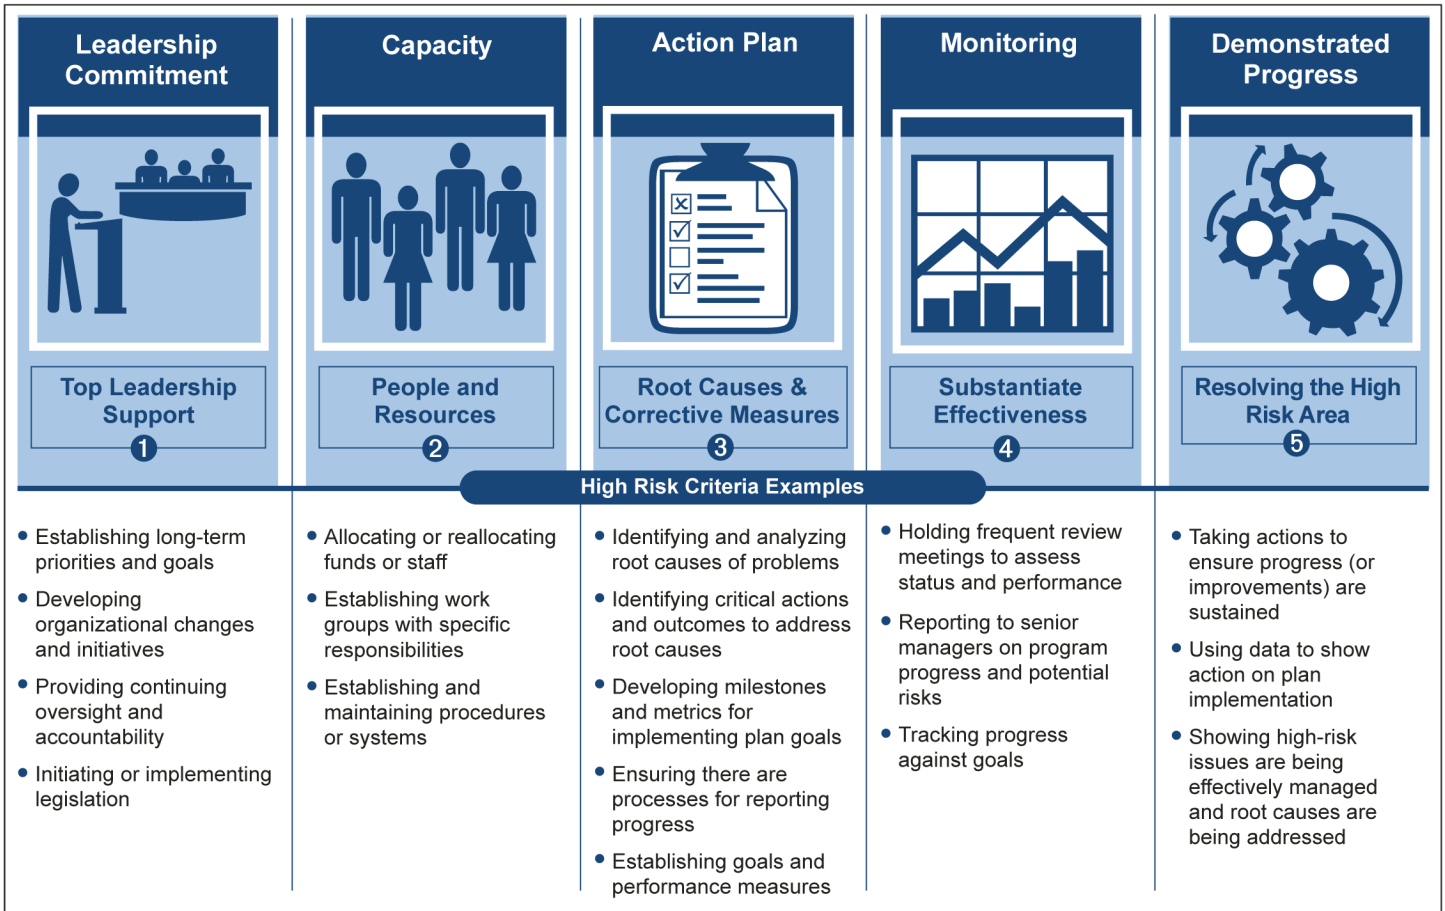 Leadership
Commitment
Capacity
Action Plan
Monitoring
Demonstrated
Progress
Top Leadership
Support
1
People and
Resources
2
Root Causes &
Corrective Measures
3
Substantiate
Effectiveness
4
Resolving the High
Risk Area
5
High Risk Criteria Examples
• Establishing long-term
priorities and goals
• Developing
organizational changes
and initiatives
• Providing continuing
oversight and
accountability
• Initiating or implementing
legislation
• Allocating or reallocating
funds or staff
• Establishing work
groups with specific
responsibilities
• Establishing and
maintaining procedures
or systems
• Identifying and analyzing
root causes of problems
• Identifying critical actions
and outcomes to address
root causes
• Developing milestones
and metrics for
implementing plan goals
• Ensuring there are
processes for reporting
progress
• Establishing goals and
performance measures
• Holding frequent review
meetings to assess
status and performance
• Reporting to senior
managers on program
progress and potential
risks
• Tracking progress
against goals
• Taking actions to
ensure progress (or
improvements) are
sustained
• Using data to show
action on plan
implementation
• Showing high-risk
issues are being
effectively managed
and root causes are
being addressed